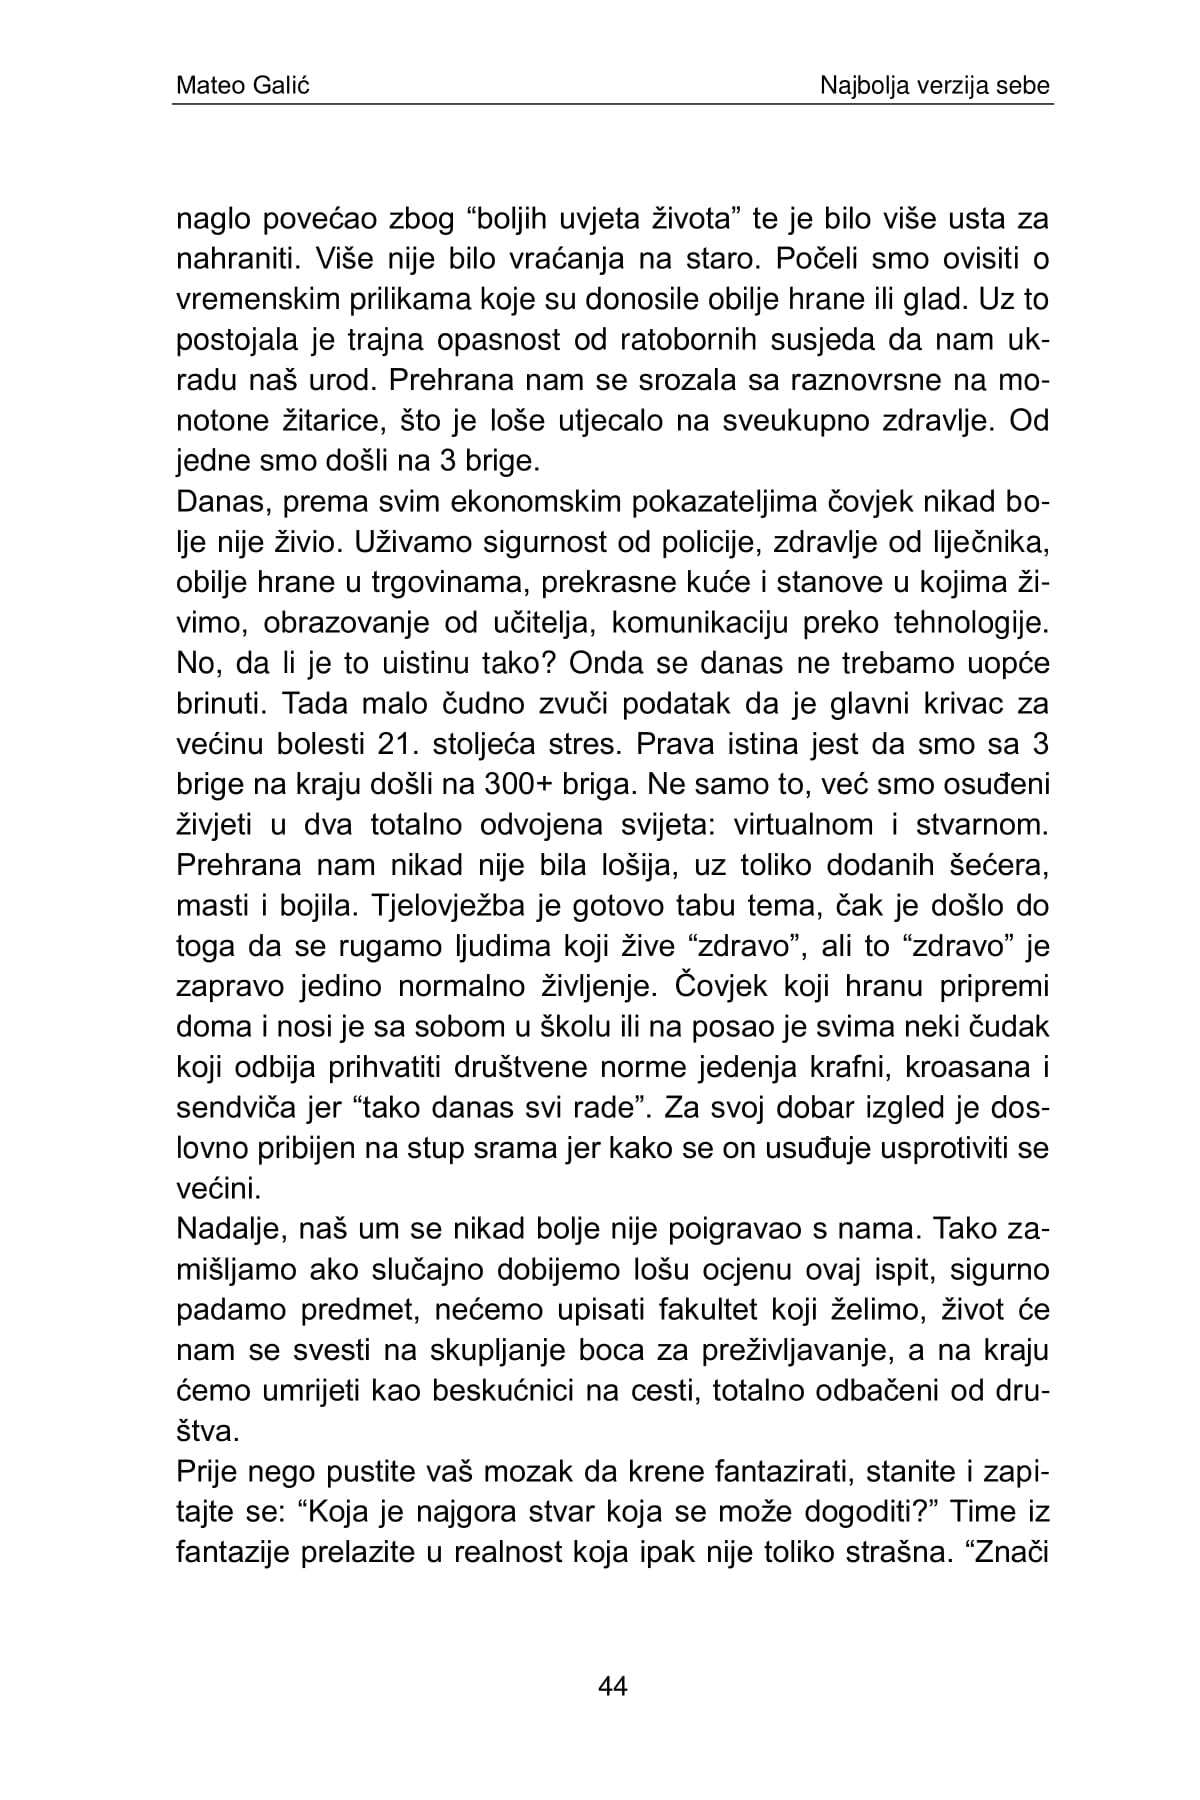 Mateo Galić
Najbolja verzija sebe
naglo povećao zbog “boljih uvjeta života” te je bilo više usta za
nahraniti. Više nije bilo vraćanja na staro. Počeli smo ovisiti o
vremenskim prilikama koje su donosile obilje hrane ili glad. Uz to
postojala je trajna opasnost od ratobornih susjeda da nam uk-
radu naš urod. Prehrana nam se srozala sa raznovrsne na mo-
notone žitarice, što je loše utjecalo na sveukupno zdravlje. Od
jedne smo došli na 3 brige.
Danas, prema svim ekonomskim pokazateljima čovjek nikad bo-
lje nije živio. Uživamo sigurnost od policije, zdravlje od liječnika,
obilje hrane u trgovinama, prekrasne kuće i stanove u kojima ži-
vimo, obrazovanje od učitelja, komunikaciju preko tehnologije.
No, da li je to uistinu tako? Onda se danas ne trebamo uopće
brinuti. Tada malo čudno zvuči podatak da je glavni krivac za
većinu bolesti 21. stoljeća stres. Prava istina jest da smo sa 3
brige na kraju došli na 300+ briga. Ne samo to, već smo osuđeni
živjeti u dva totalno odvojena svijeta: virtualnom i stvarnom.
Prehrana nam nikad nije bila lošija, uz toliko dodanih šećera,
masti i bojila. Tjelovježba je gotovo tabu tema, čak je došlo do
toga da se rugamo ljudima koji žive “zdravo”, ali to “zdravo” je
zapravo jedino normalno življenje. Čovjek koji hranu pripremi
doma i nosi je sa sobom u školu ili na posao je svima neki čudak
koji odbija prihvatiti društvene norme jedenja krafni, kroasana i
sendviča jer “tako danas svi rade”. Za svoj dobar izgled je dos-
lovno pribijen na stup srama jer kako se on usuđuje usprotiviti se
većini.
Nadalje, naš um se nikad bolje nije poigravao s nama. Tako za-
mišljamo ako slučajno dobijemo lošu ocjenu ovaj ispit, sigurno
padamo predmet, nećemo upisati fakultet koji želimo, život će
nam se svesti na skupljanje boca za preživljavanje, a na kraju
ćemo umrijeti kao beskućnici na cesti, totalno odbačeni od dru-
štva.
Prije nego pustite vaš mozak da krene fantazirati, stanite i zapi-
tajte se: “Koja je najgora stvar koja se može dogoditi?” Time iz
fantazije prelazite u realnost koja ipak nije toliko strašna. “Znači
44